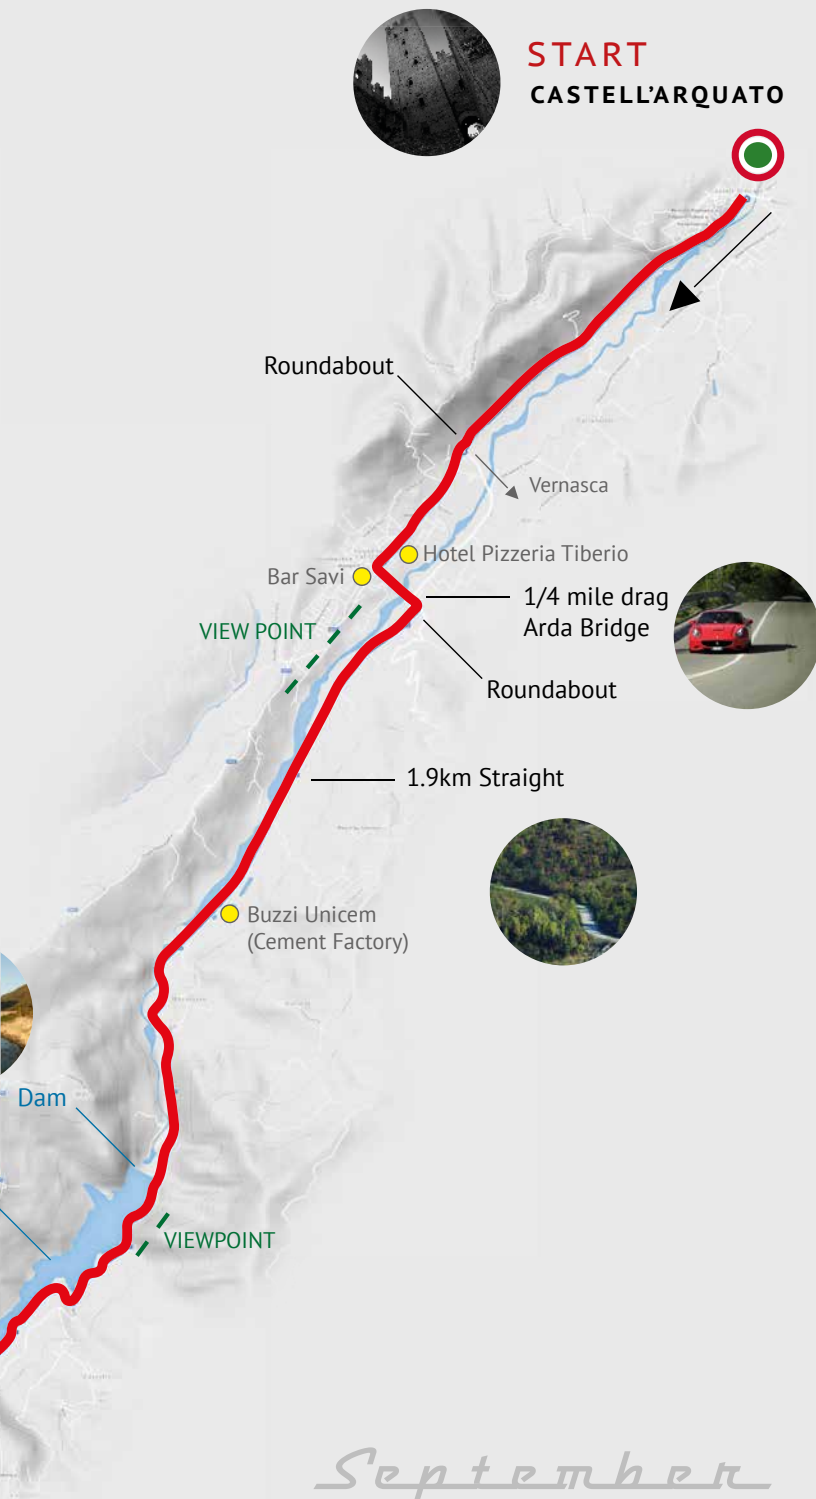 START
CASTELL'ARQUATO
Roundabout
Vernasca
Hotel Pizzeria Tiberio
Bar Savi
1/4 mile drag
Arda Bridge
VIEW POINT
Roundabout
1.9km Straight
Buzzi Unicem
(Cement Factory)
Dam
VIEWPOINT
September